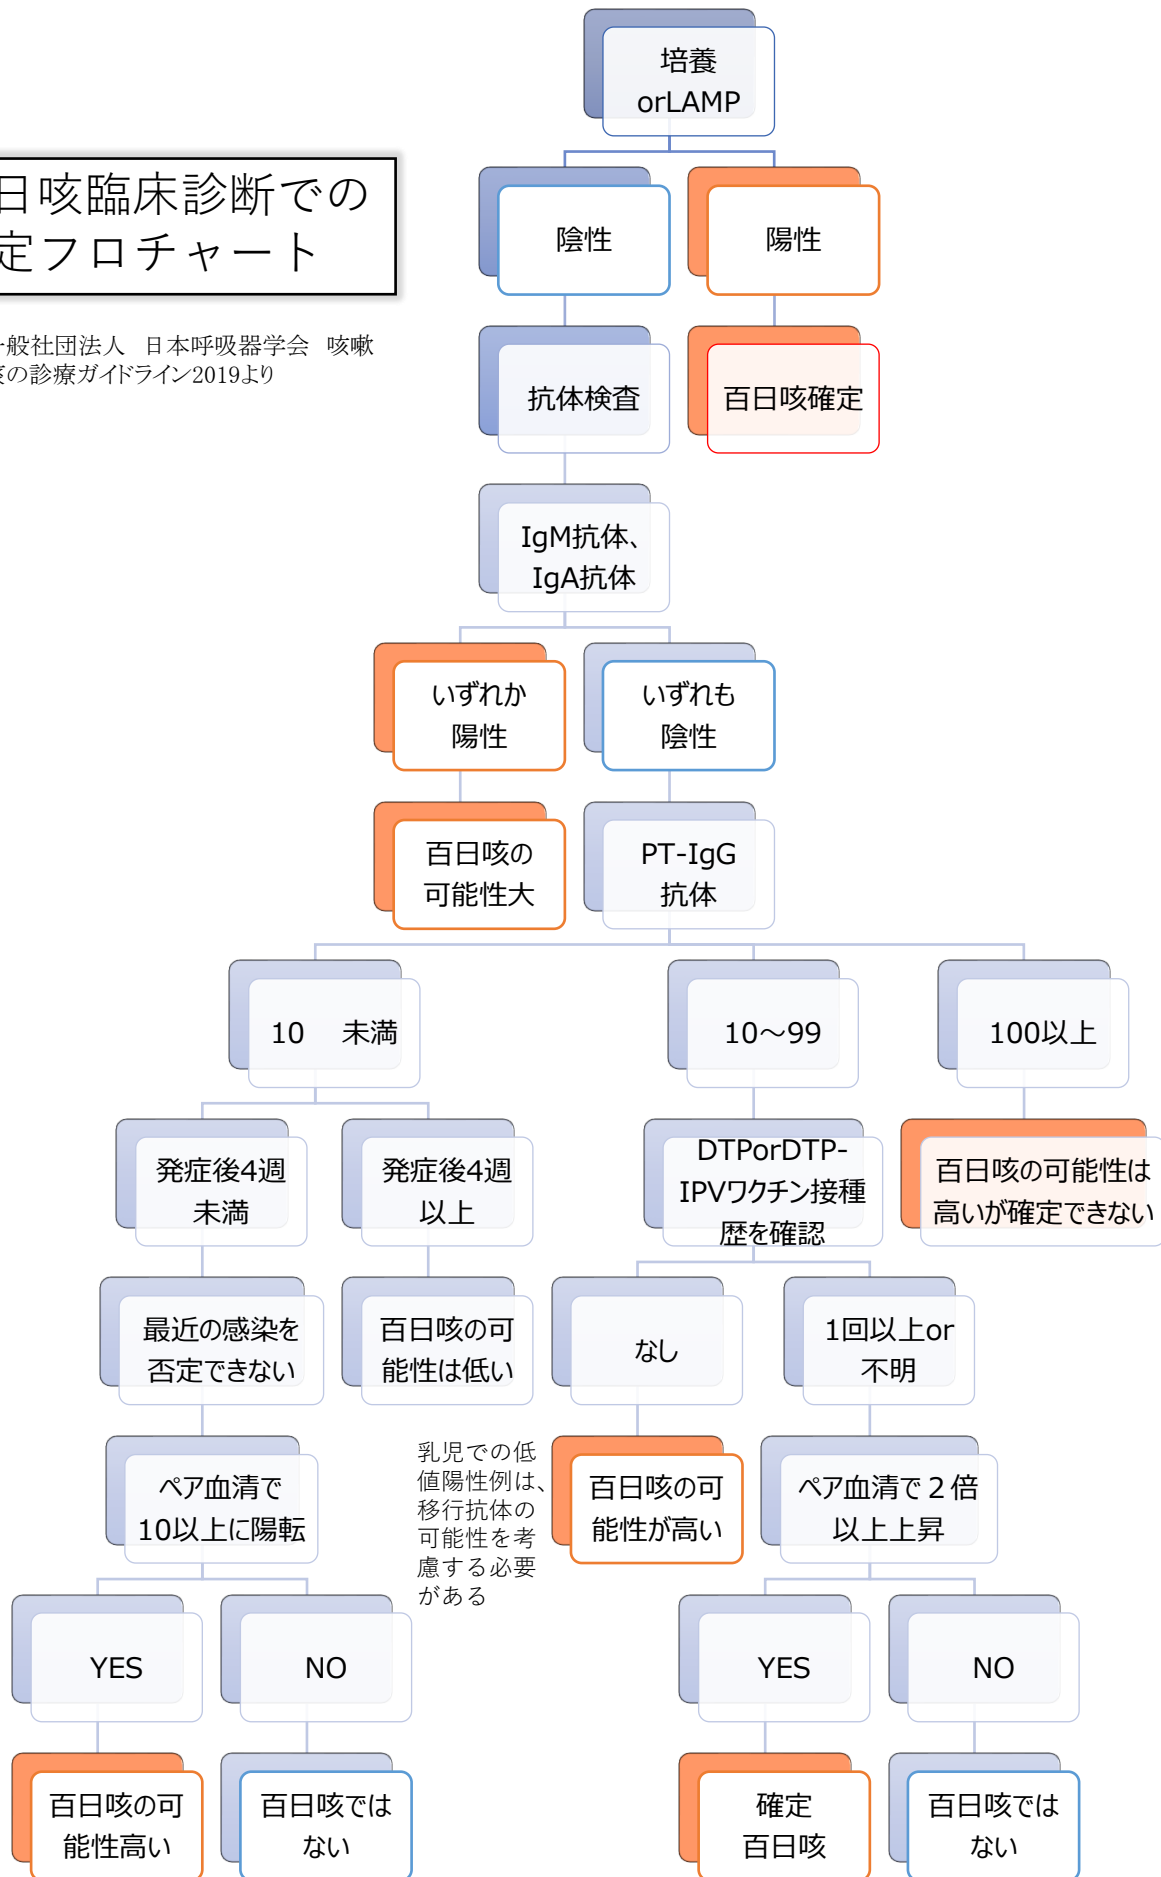 培養
orLAMP
日咳臨床診断での
定フロチャート
一般社団法人 日本呼吸器学会 咳嗽
痰の診療ガイドライン2019より
陰性
陽性
抗体検査
百日咳確定
IgM抗体、
IgA抗体
いずれか
陽性
いずれも
陰性
百日咳の
可能性大
PT-IgG
抗体
10 未満
10～99
100以上
発症後4週
未満
発症後4週
以上
DTPorDTP-
IPVワクチン接種
歴を確認
百日咳の可能性は
高いが確定できない
最近の感染を
否定できない
百日咳の可
能性は低い
なし
1回以上or
不明
ペア血清で
10以上に陽転
乳児での低
値陽性例は、
移行抗体の
可能性を考
慮する必要
がある
百日咳の可
能性が高い
ペア血清で２倍
以上上昇
YES
NO
YES
NO
百日咳の可
能性高い
百日咳では
ない
確定
百日咳
百日咳では
ない